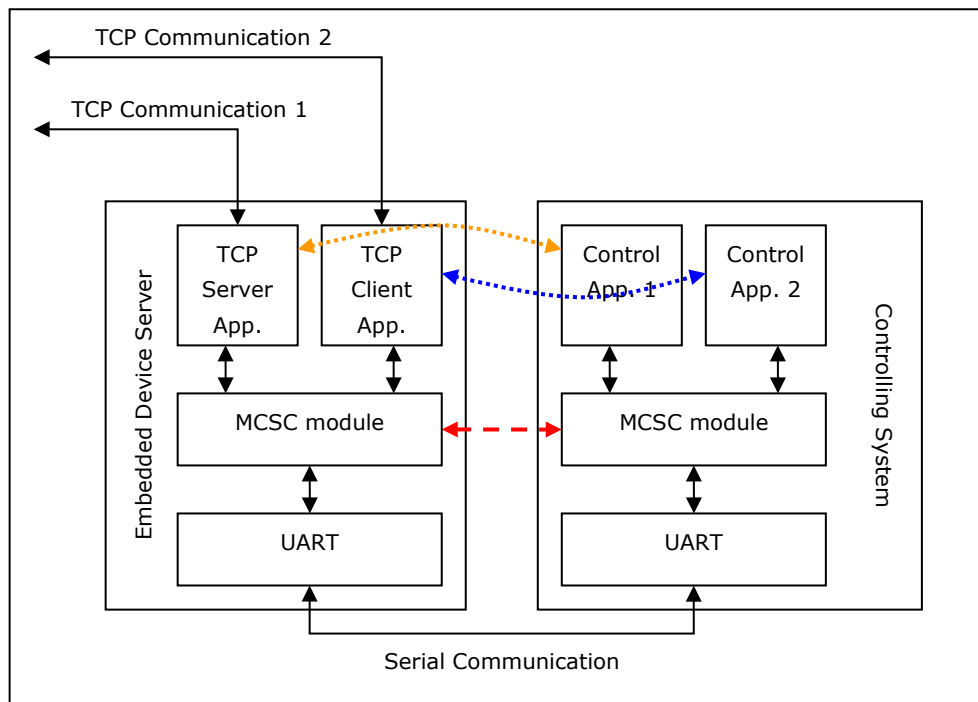 TCP Communication 2
TCP Communication 1
Embedded Device Server
TCP
Server
App.
TCP
Client
App.
Control
App. 1
Control
App. 2
Controlling System
MCSC module
MCSC module
UART
UART
Serial Communication